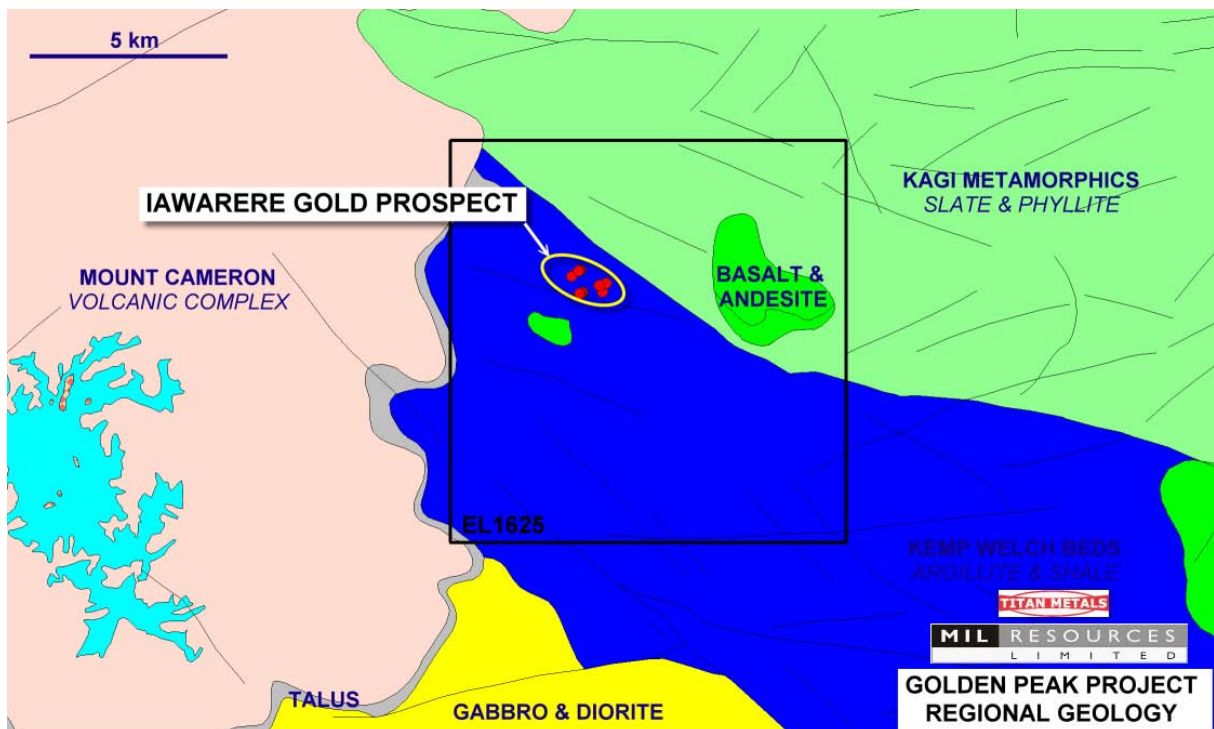 5 km
KAGI METAMORPHICS
SLATE & PHYLLITE
IAWARERE GOLD PROSPECT
MOUNT CAMERON
VOLCANIC COMPLEX
BASALT &
ANDESITE
EL1625
KEMP WELCH BEDS
ARGILLITE & SHALE
TITAN METALS
MIL RESOURCES
LIMITED
TALUS
GABBRO & DIORITE
GOLDEN PEAK PROJECT
REGIONAL GEOLOGY